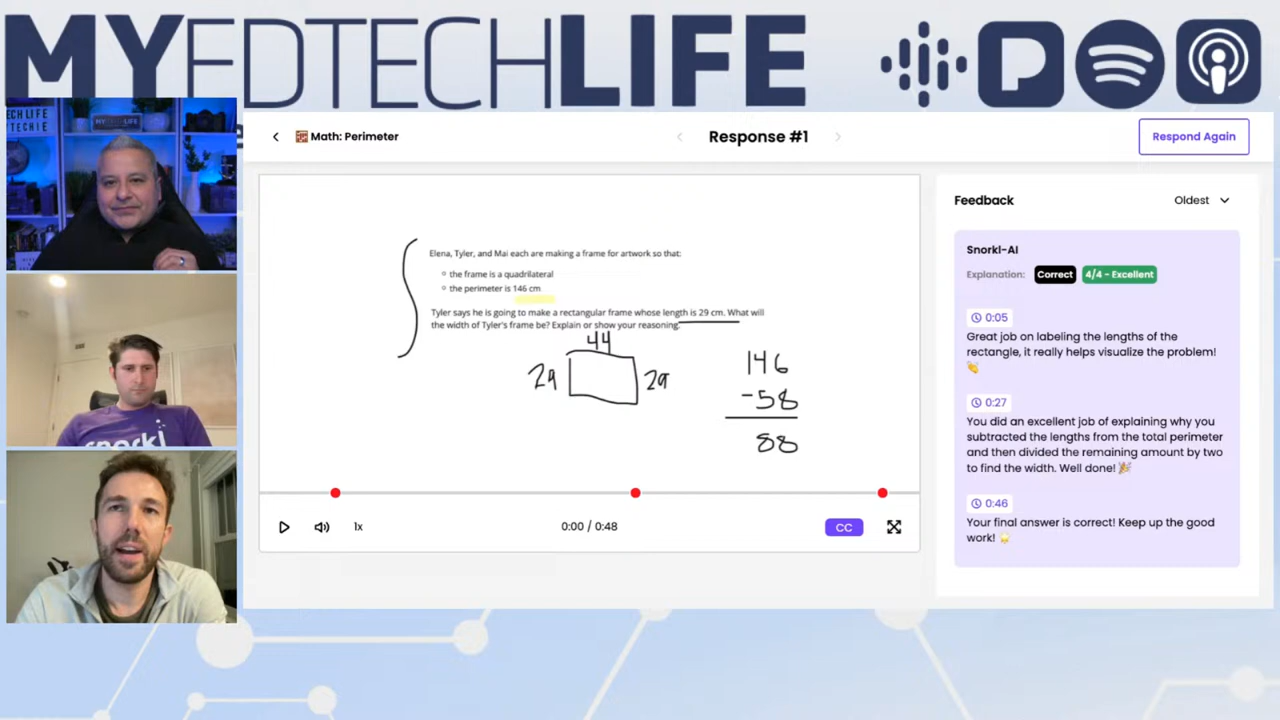 MYEDTECHLIFE
Math: Perimeter
Response #1
Respond Again
Elena, Tyler, and Mai each are making a frame for artwork so that:
the frame is a quadrilateral
the perimeter is 146 cm
Tyler says he is going to make a rectangular frame whose length is 29 cm. What will
the width of Tyler's frame be? Explain or show your reasoning.
44
29
29
146
-58
88
0:00 / 0:48
1x
CC
Feedback
Oldest
Snorkl-AI
Explanation: Correct 4/4 - Excellent
0:05
Great job on labeling the lengths of the
rectangle, it really helps visualize the problem!
0:27
You did an excellent job of explaining why you
subtracted the lengths from the total perimeter
and then divided the remaining amount by two
to find the width. Well done!
0:46
Your final answer is correct! Keep up the good
work!
snorkl